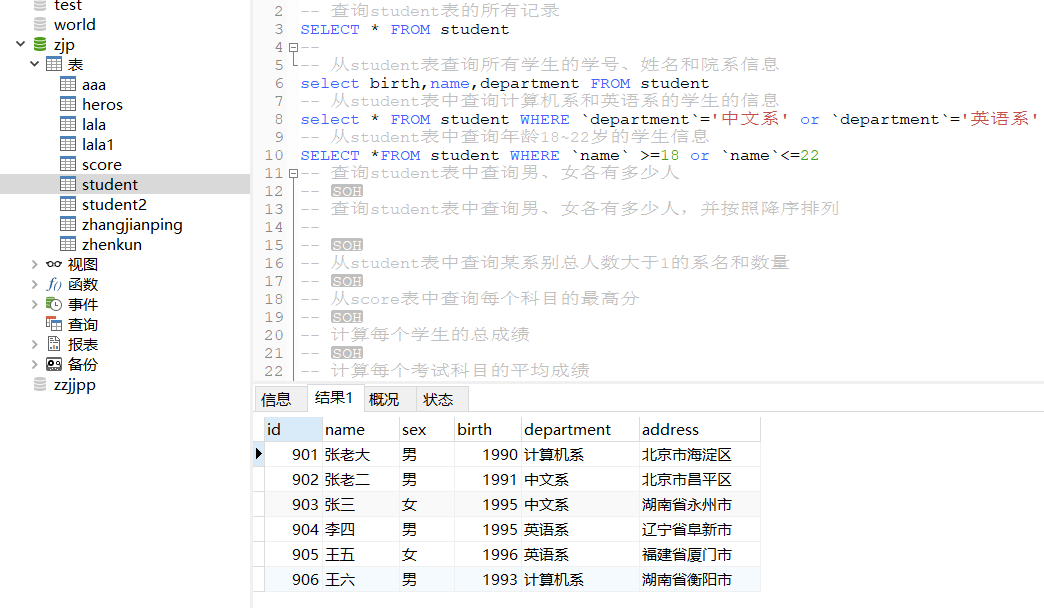 test
world
zjp
表
aaa
heros
lala
lala1
score
student
student2
zhangjianping
zhenkun
视图
f() 函数
事件
查询
报表
备份
zzjjpp
2 -- 查询student表的所有记录
3 SELECT * FROM student
4 --
5 -- 从student表查询所有学生的学号、姓名和院系信息
6 select birth,name,department FROM student
7 -- 从student表中查询计算机系和英语系的学生的信息
8 select * FROM student WHERE `department`='中文系' or `department`='英语系'
9 -- 从student表中查询年龄18~22岁的学生信息
10 SELECT *FROM student WHERE `name` >=18 or `name`<=22
11 -- 查询student表中查询男、女各有多少人
12 -- SOH
13 -- 查询student表中查询男、女各有多少人，并按照降序排列
14 --
15 -- SOH
16 -- 从student表中查询某系别总人数大于1的系名和数量
17 -- SOH
18 -- 从score表中查询每个科目的最高分
19 -- SOH
20 -- 计算每个学生的总成绩
21 -- SOH
22 -- 计算每个考试科目的平均成绩
信息 结果1 概况 状态
id name sex birth department address
901 张老大 男 1990 计算机系 北京市海淀区
902 张老二 男 1991 中文系 北京市昌平区
903 张三 女 1995 中文系 湖南省永州市
904 李四 男 1995 英语系 辽宁省阜新市
905 王五 女 1996 英语系 福建省厦门市
906 王六 男 1993 计算机系 湖南省衡阳市